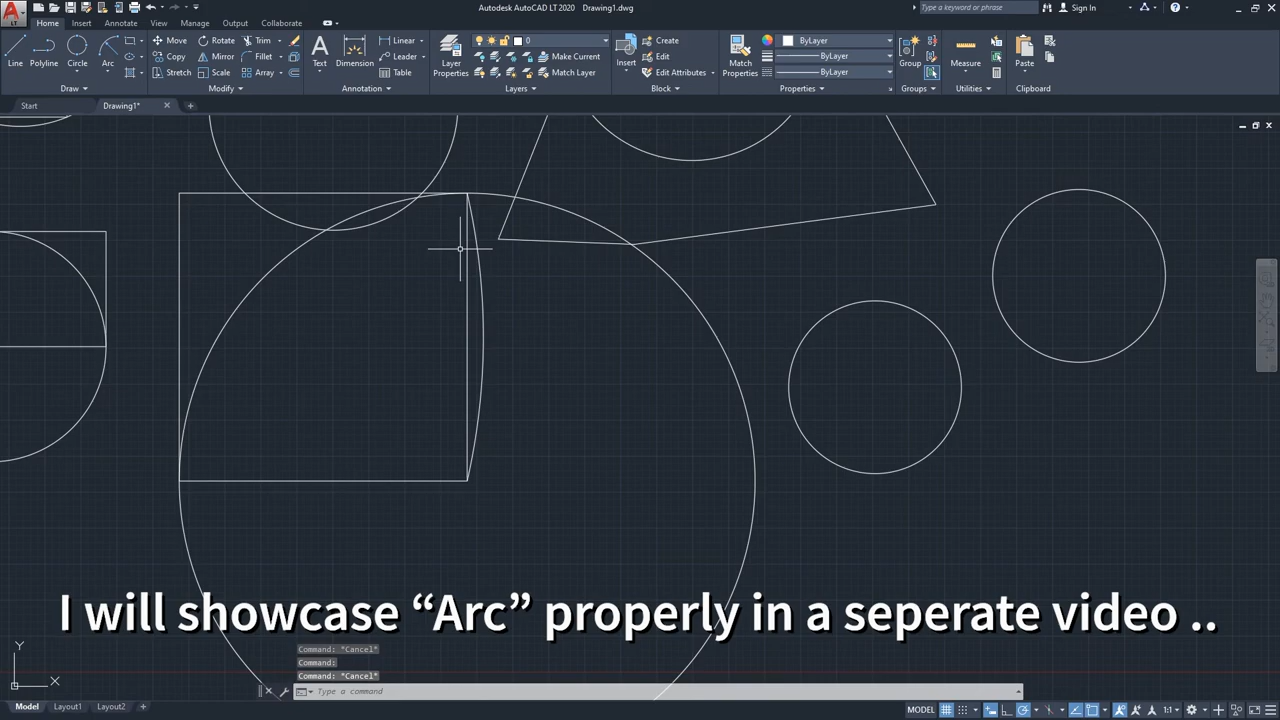 Autodesk AutoCAD LT 2020 Drawing1.dwg
Type a keyword or phrase
Sign In
Home Insert Annotate View Manage Output Collaborate
Line Polyline Circle Arc
Move Rotate Trim
Copy Mirror Fillet
Stretch Scale Array
Text Dimension
Linear
Leader
Table
Layer
Properties
0
Make Current
Match Layer
Insert
Create
Edit
Edit Attributes
Match
Properties
ByLayer
ByLayer
ByLayer
Group
Measure
Paste
Draw Modify Annotation Layers Block Properties Groups Utilities Clipboard
Start Drawing1*
I will showcase “Arc” properly in a seperate video ..
Y
X
Command: *Cancel*
Command:
Command: *Cancel*
Type a command
Model Layout1 Layout2
MODEL
1:1
LT